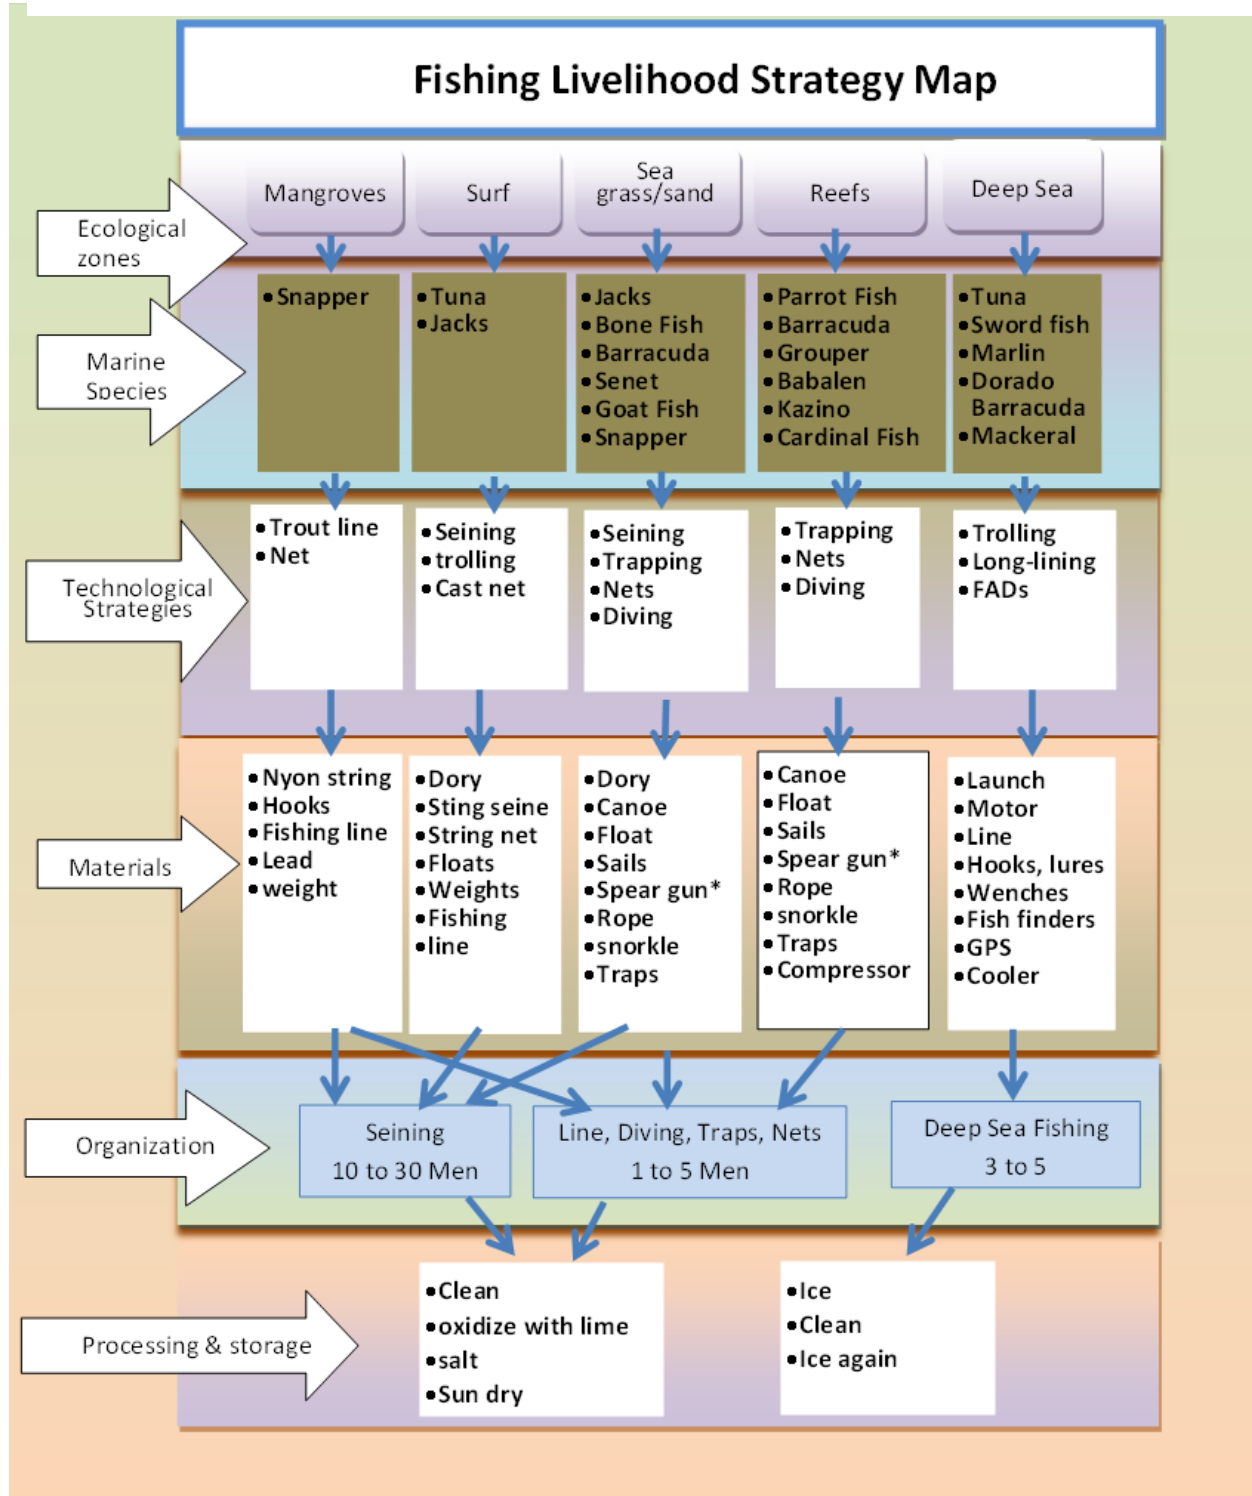 Fishing Livelihood Strategy Map
Ecological
zones
Mangroves
Surf
Sea
grass/sand
Reefs
Deep Sea
Marine
Species
•Snapper
•Tuna
•Jacks
•Jacks
•Bone Fish
•Barracuda
•Senet
•Goat Fish
•Snapper
•Parrot Fish
•Barracuda
•Grouper
•Babalen
•Kazino
•Cardinal Fish
•Tuna
•Sword fish
•Marlin
•Dorado
Barracuda
•Mackeral
Technological
Strategies
•Trout line
•Net
•Seining
•trolling
•Cast net
•Seining
•Trapping
•Nets
•Diving
•Trapping
•Nets
•Diving
•Trolling
•Long-lining
•FADs
Materials
•Nyon string
•Hooks
•Fishing line
•Lead
•weight
•Dory
•Sting seine
•String net
•Floats
•Weights
•Fishing
•line
•Dory
•Canoe
•Float
•Sails
•Spear gun*
•Rope
•snorkle
•Traps
•Canoe
•Float
•Sails
•Spear gun*
•Rope
•snorkle
•Traps
•Compressor
•Launch
•Motor
•Line
•Hooks, lures
•Wenches
•Fish finders
•GPS
•Cooler
Organization
Seining
10 to 30 Men
Line, Diving, Traps, Nets
1 to 5 Men
Deep Sea Fishing
3 to 5
Processing & storage
•Clean
•oxidize with lime
•salt
•Sun dry
•Ice
•Clean
•Ice again